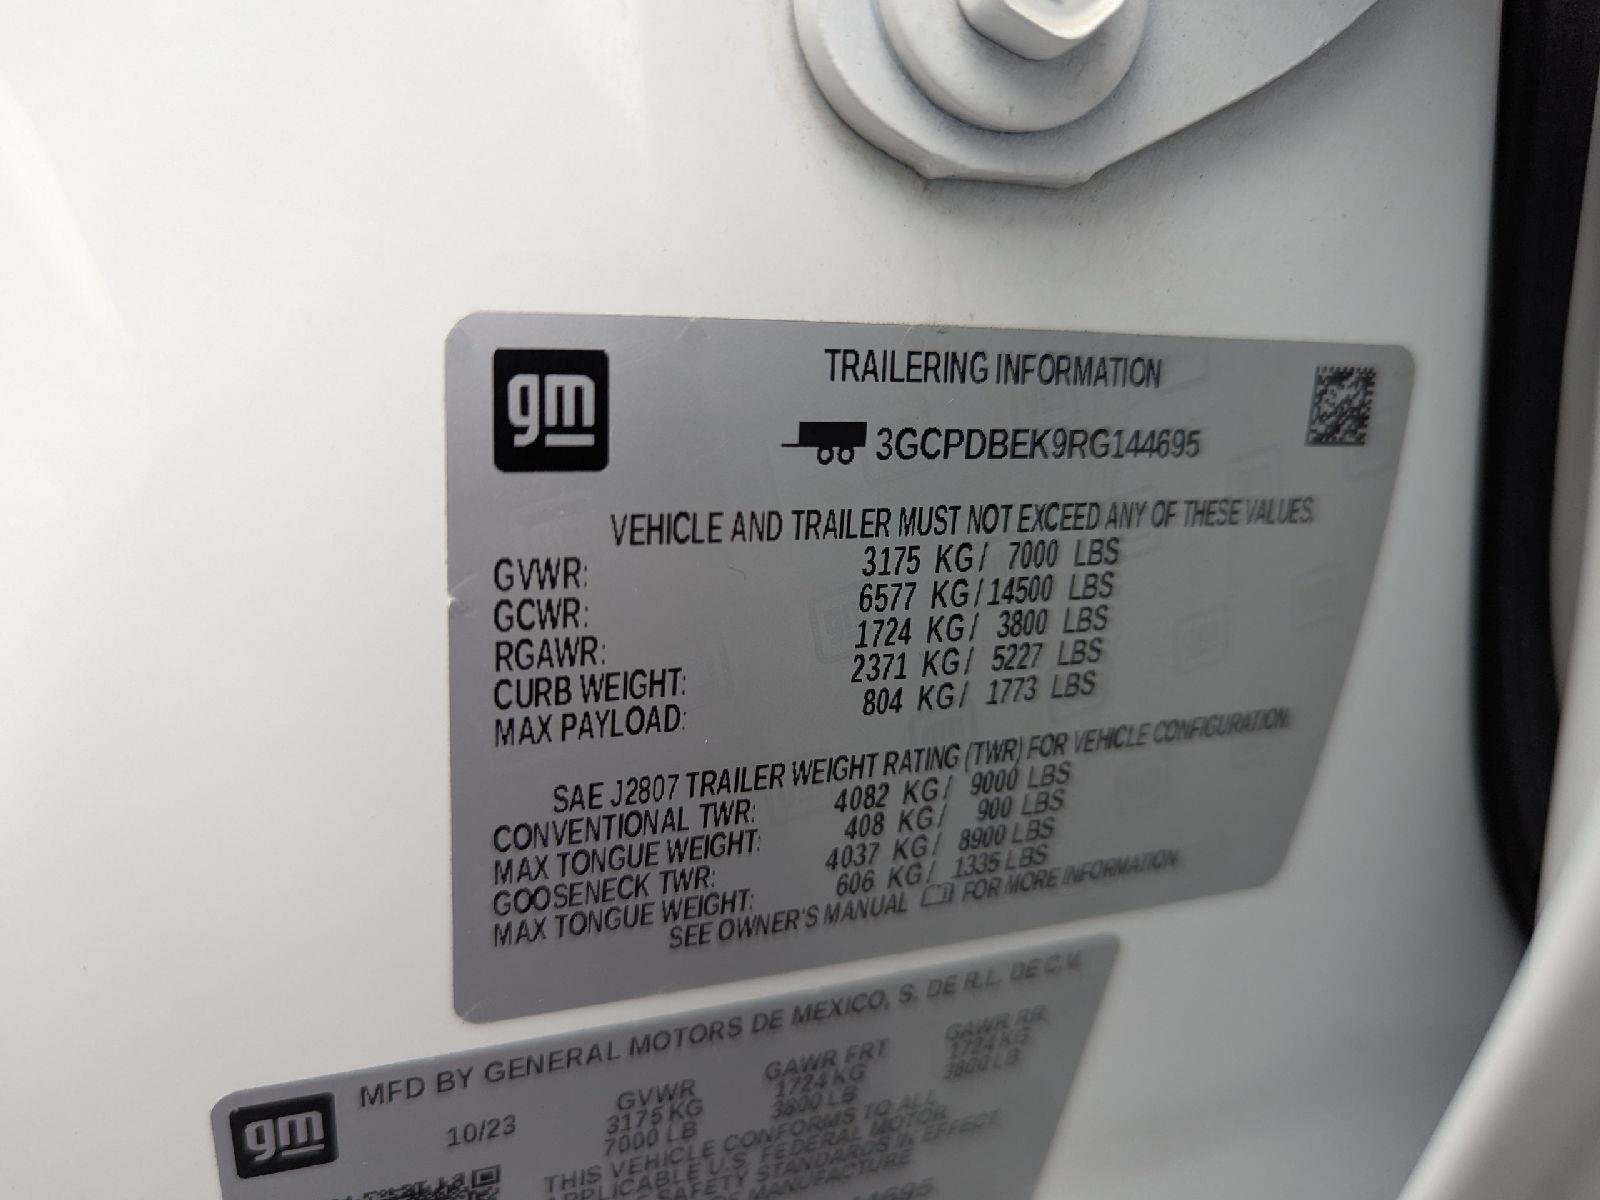 gm
TRAILERING INFORMATION
3GCPDBEK9RG144695
VEHICLE AND TRAILER MUST NOT EXCEED ANY OF THESE VALUES.
GVWR: 3175 KG/ 7000 LBS
GCWR: 6577 KG/14500 LBS
RGAWR: 1724 KG/ 3800 LBS
CURB WEIGHT: 2371 KG/ 5227 LBS
MAX PAYLOAD: 804 KG/ 1773 LBS
SAE J2807 TRAILER WEIGHT RATING (TWR) FOR VEHICLE CONFIGURATION.
CONVENTIONAL TWR: 4082 KG/ 9000 LBS
MAX TONGUE WEIGHT: 408 KG/ 900 LBS
GOOSENECK TWR: 4037 KG/ 8900 LBS
MAX TONGUE WEIGHT: 606 KG/ 1335 LBS
SEE OWNER'S MANUAL FOR MORE INFORMATION
gm
MFD BY GENERAL MOTORS DE MEXICO, S. DE R.L. DE C.V.
10/23 GVWR GAWR FRT GAWR RR
3175 KG 1724 KG 1724 KG
7000 LB 3800 LB 3800 LB
THIS VEHICLE CONFORMS TO ALL
APPLICABLE U.S. FEDERAL MOTOR
SAFETY STANDARDS IN EFFECT
MANUFACTURE
144695